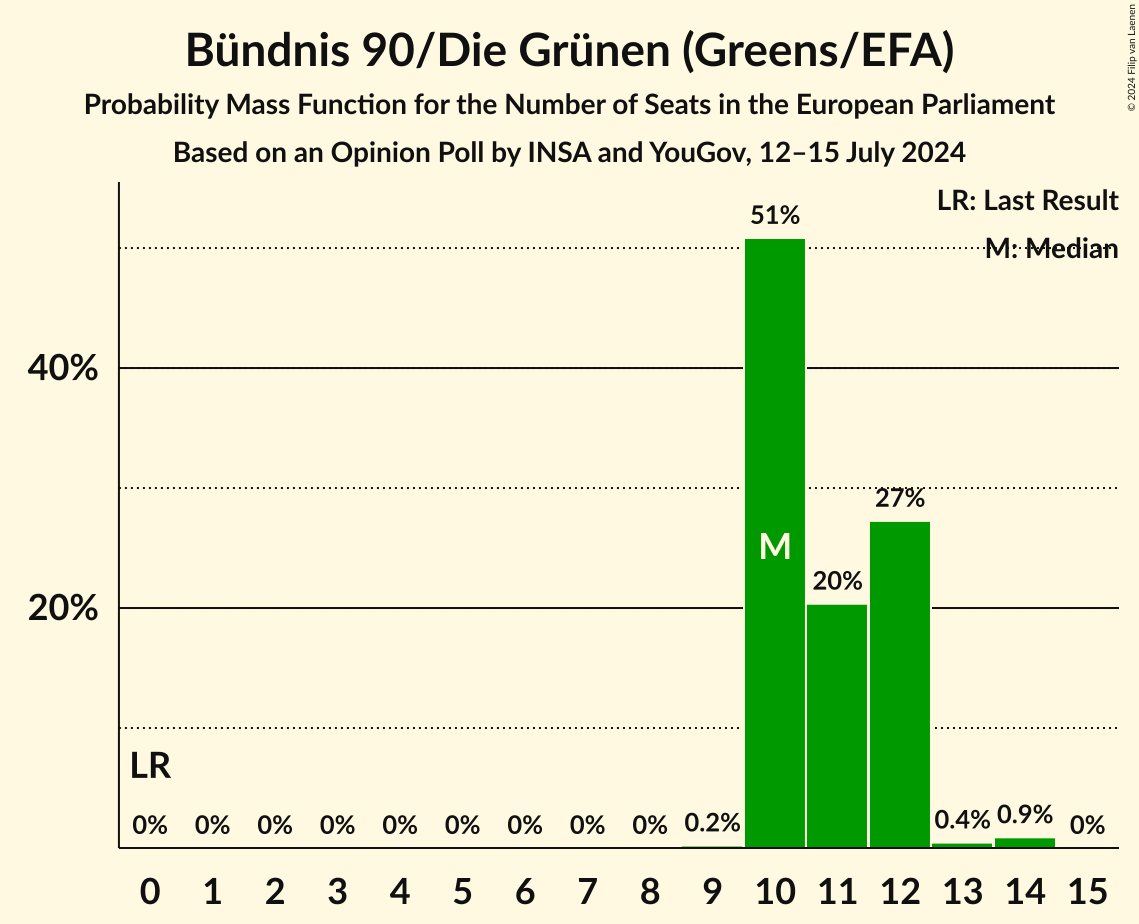 Bündnis 90/Die Grünen (Greens/EFA)
Probability Mass Function for the Number of Seats in the European Parliament
Based on an Opinion Poll by INSA and YouGov, 12–15 July 2024
© 2024 Filip van Laenen
LR: Last Result
M: Median
51%
40%
27%
M
20%
20%
LR
0% 0% 0% 0% 0% 0% 0% 0% 0% 0.2% 0.4% 0.9% 0%
0 1 2 3 4 5 6 7 8 9 10 11 12 13 14 15